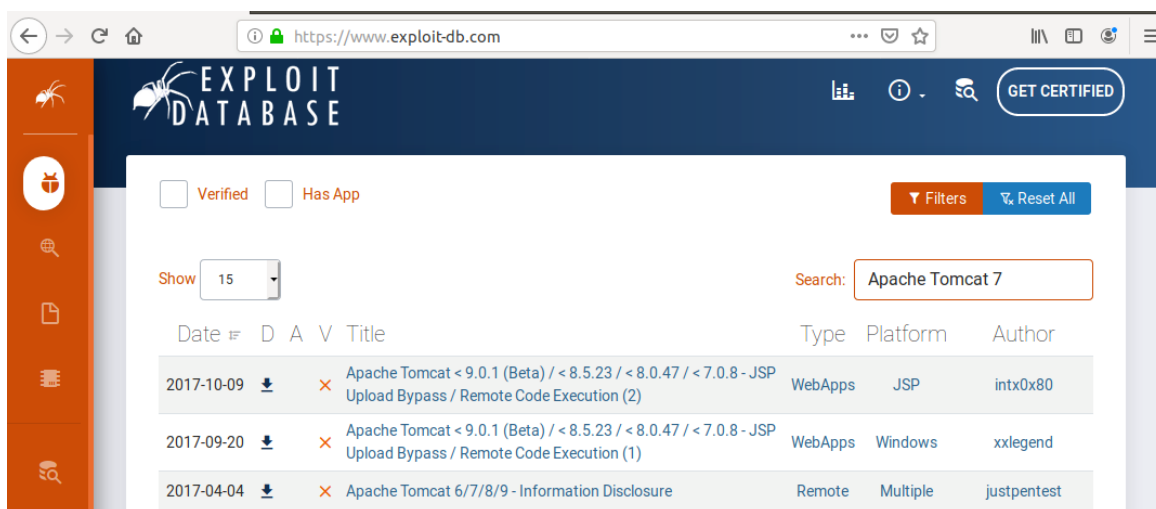 https://www.exploit-db.com
EXPLOIT
DATABASE
GET CERTIFIED
Verified Has App
Filters Reset All
Show 15 Search: Apache Tomcat 7
Date D A V Title Type Platform Author
2017-10-09 Apache Tomcat < 9.0.1 (Beta) / < 8.5.23 / < 8.0.47 / < 7.0.8 - JSP
Upload Bypass / Remote Code Execution (2) WebApps JSP intx0x80
2017-09-20 Apache Tomcat < 9.0.1 (Beta) / < 8.5.23 / < 8.0.47 / < 7.0.8 - JSP
Upload Bypass / Remote Code Execution (1) WebApps Windows xxlegend
2017-04-04 Apache Tomcat 6/7/8/9 - Information Disclosure Remote Multiple justpentest